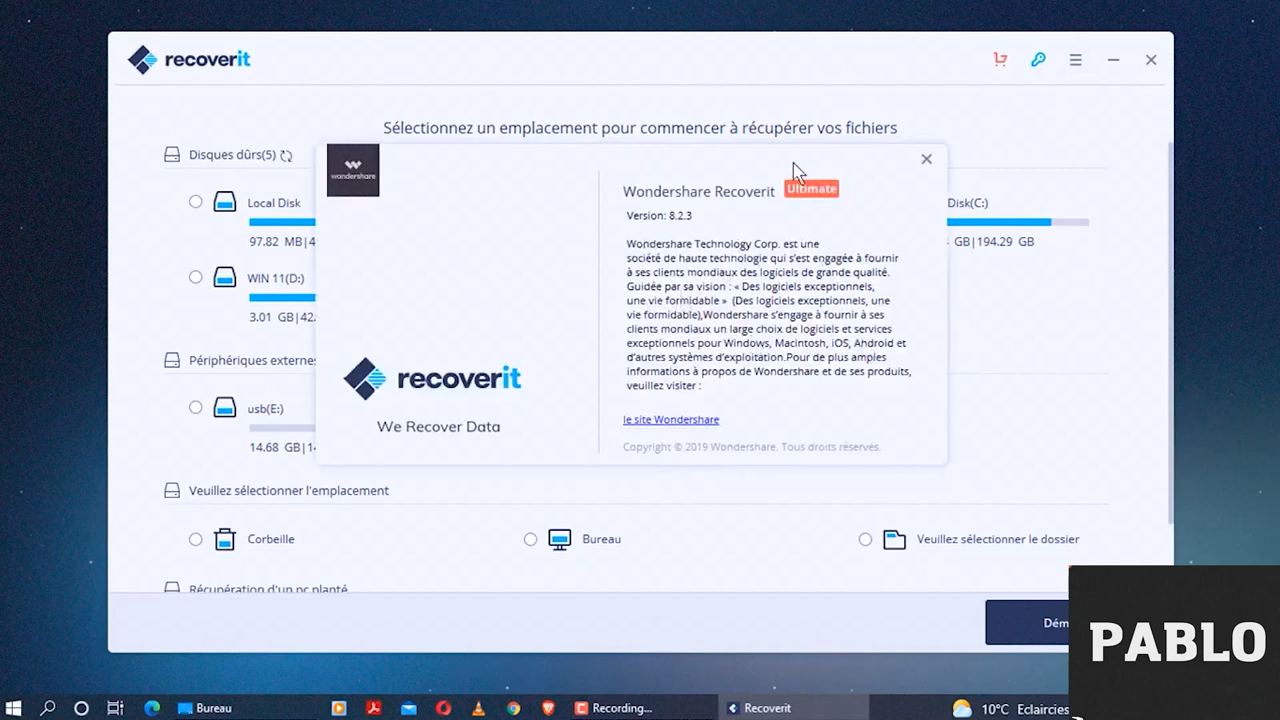 recoverit
Sélectionnez un emplacement pour commencer à récupérer vos fichiers
Disques dûrs(5)
wondershare
Wondershare Recoverit
Ultimate
Version: 8.2.3
Local Disk
Disk(C:)
97.82 MB|4
GB|194.29 GB
Wondershare Technology Corp. est une
société de haute technologie qui s'est engagée à fournir
à ses clients mondiaux des logiciels de grande qualité.
Guidée par sa vision : « Des logiciels exceptionnels,
une vie formidable » (Des logiciels exceptionnels, une
vie formidable),Wondershare s'engage à fournir à ses
clients mondiaux un large choix de logiciels et services
exceptionnels pour Windows, Macintosh, iOS, Android et
d'autres systèmes d'exploitation.Pour de plus amples
informations à propos de Wondershare et de ses produits,
veuillez visiter :
le site Wondershare
Copyright © 2019 Wondershare. Tous droits réservés.
WIN 11(D:)
3.01 GB|42.
Périphériques externes
recoverit
We Recover Data
usb(E:)
14.68 GB|14
Veuillez sélectionner l'emplacement
Corbeille
Bureau
Veuillez sélectionner le dossier
Récupération d'un pc planté
Dém
PABLO
Bureau
Recording...
Recoverit
10°C Eclaircies